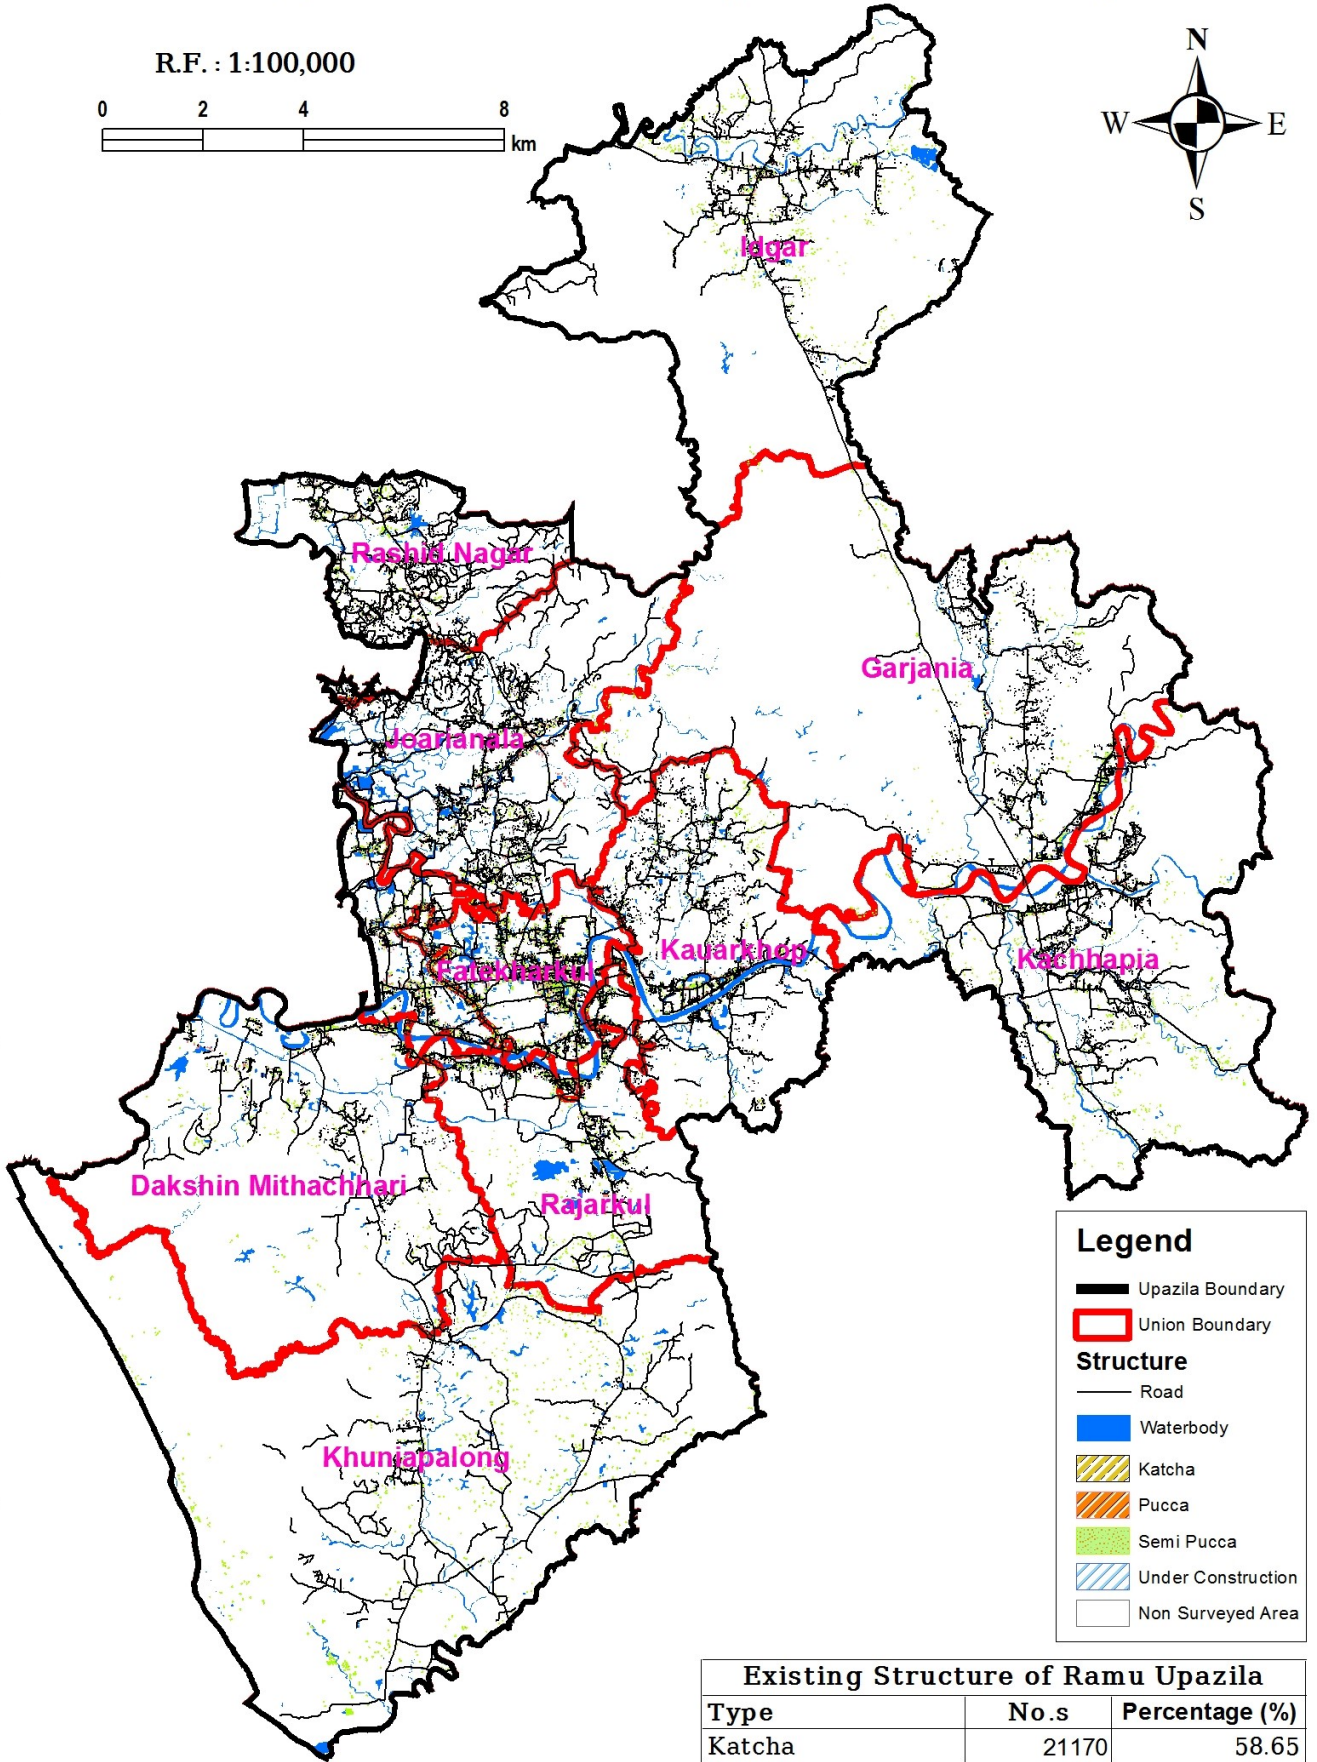 R.F. : 1:100,000
0 2 4 8
km
N
W E
S
Idgar
Rashid Nagar
Garjania
Joarianala
Kauarkhop
Kachhapia
Fatekharkul
Dakshin Mithachhari
Rajarkul
Khuniapalong
Legend
Upazila Boundary
Union Boundary
Structure
Road
Waterbody
Katcha
Pucca
Semi Pucca
Under Construction
Non Surveyed Area
Existing Structure of Ramu Upazila
Type No.s Percentage (%)
Katcha 21170 58.65